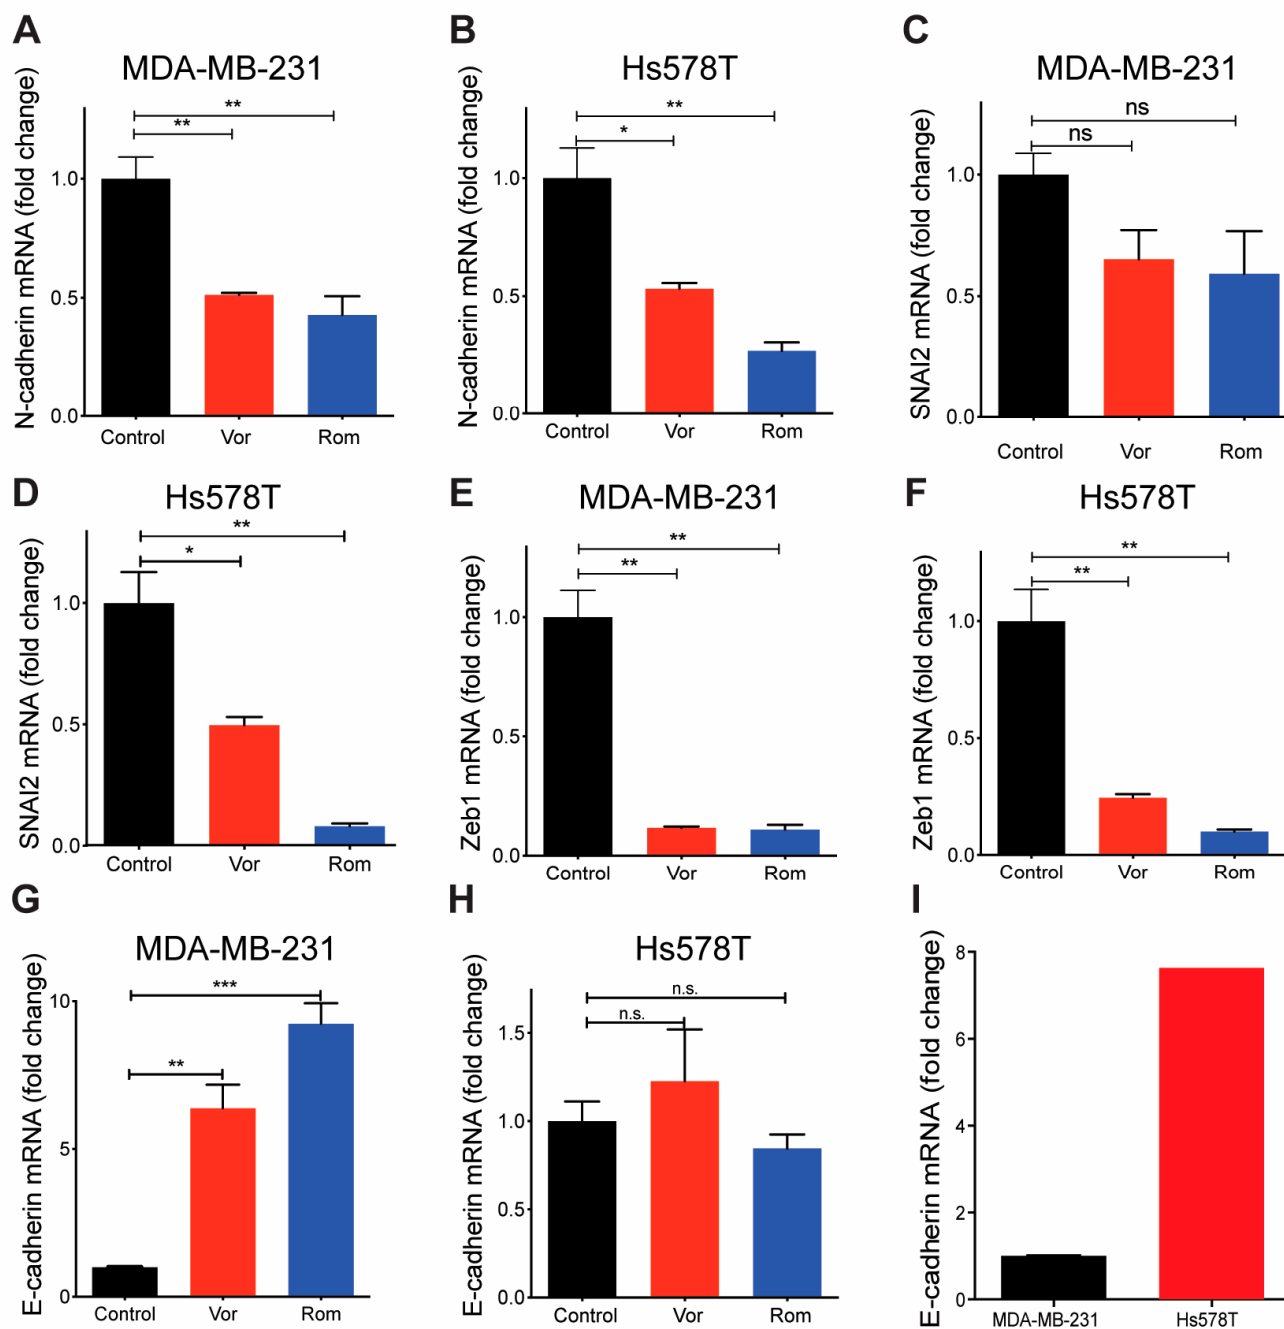 A
MDA-MB-231
N-cadherin mRNA (fold change)
**
**
1.0
0.5
0.0
Control Vor Rom
B
Hs578T
N-cadherin mRNA (fold change)
**
*
1.0
0.5
0.0
Control Vor Rom
C
MDA-MB-231
SNAI2 mRNA (fold change)
ns
ns
1.0
0.5
0.0
Control Vor Rom
D
Hs578T
SNAI2 mRNA (fold change)
**
*
1.0
0.5
0.0
Control Vor Rom
E
MDA-MB-231
Zeb1 mRNA (fold change)
**
**
1.0
0.5
0.0
Control Vor Rom
F
Hs578T
Zeb1 mRNA (fold change)
**
**
1.0
0.5
0.0
Control Vor Rom
G
MDA-MB-231
E-cadherin mRNA (fold change)
***
**
10
5
0
Control Vor Rom
H
Hs578T
E-cadherin mRNA (fold change)
n.s.
n.s.
1.5
1.0
0.5
0.0
Control Vor Rom
I
E-cadherin mRNA (fold change)
8
6
4
2
0
MDA-MB-231 Hs578T